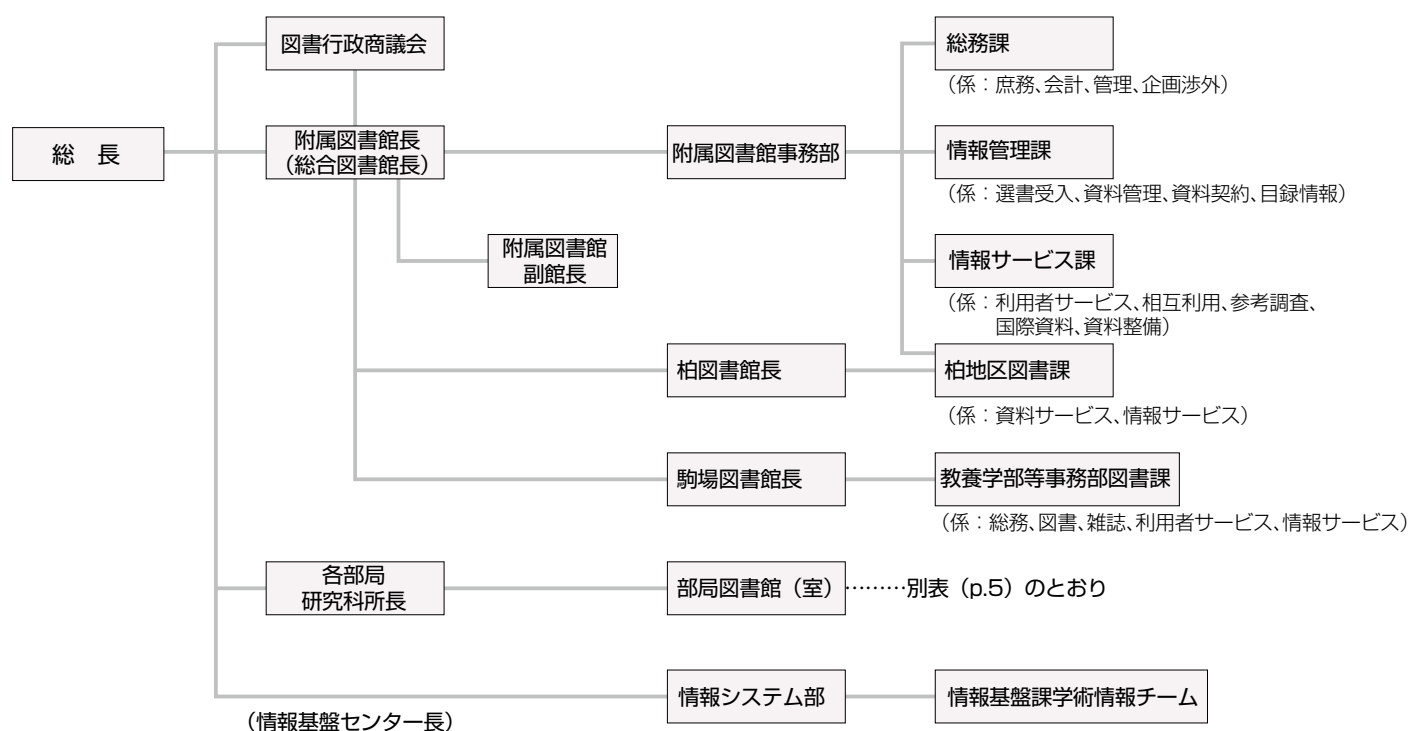 図書行政商議会
総務課
(係：庶務、会計、管理、企画渉外)
総　長
附属図書館長
（総合図書館長）
附属図書館事務部
情報管理課
(係：選書受入、資料管理、資料契約、目録情報)
附属図書館
副館長
情報サービス課
(係：利用者サービス、相互利用、参考調査、
国際資料、資料整備)
柏図書館長
柏地区図書課
(係：資料サービス、情報サービス)
駒場図書館長
教養学部等事務部図書課
(係：総務、図書、雑誌、利用者サービス、情報サービス)
各部局
研究科所長
部局図書館（室）………別表（p.5）のとおり
情報システム部
情報基盤課学術情報チーム
（情報基盤センター長）